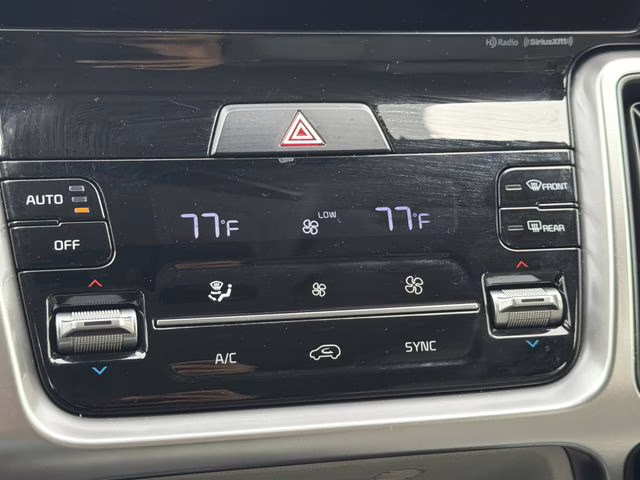 HD Radio ((SiriusXM))
AUTO
OFF
77°F
LOW
77°F
FRONT
REAR
A/C
SYNC